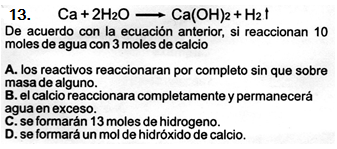 13. Ca + 2H2O ⟶ Ca(OH)2 + H2 ↑
De acuerdo con la ecuación anterior, si reaccionan 10
moles de agua con 3 moles de calcio
A. los reactivos reaccionaran por completo sin que sobre
masa de alguno.
B. el calcio reaccionara completamente y permanecerá
agua en exceso.
C. se formarán 13 moles de hidrogeno.
D. se formará un mol de hidróxido de calcio.